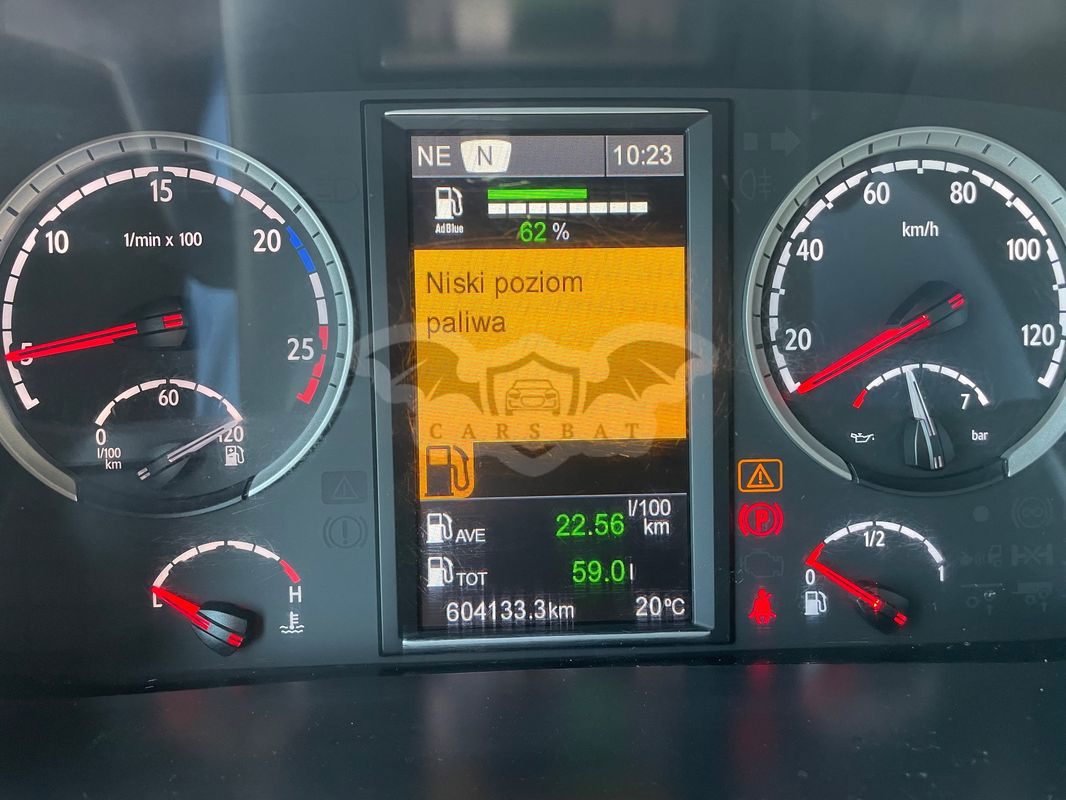 NE N 10:23
AdBlue
62 %
Niski poziom
paliwa
CARSBAT
AVE 22.56 l/100 km
TOT 59.0 l
604133.3km 20°C
5 10 15 20 25
1/min x 100
0 60 120
l/100
km
L H
20 40 60 80 100 120
km/h
7
bar
P
0 1/2 1